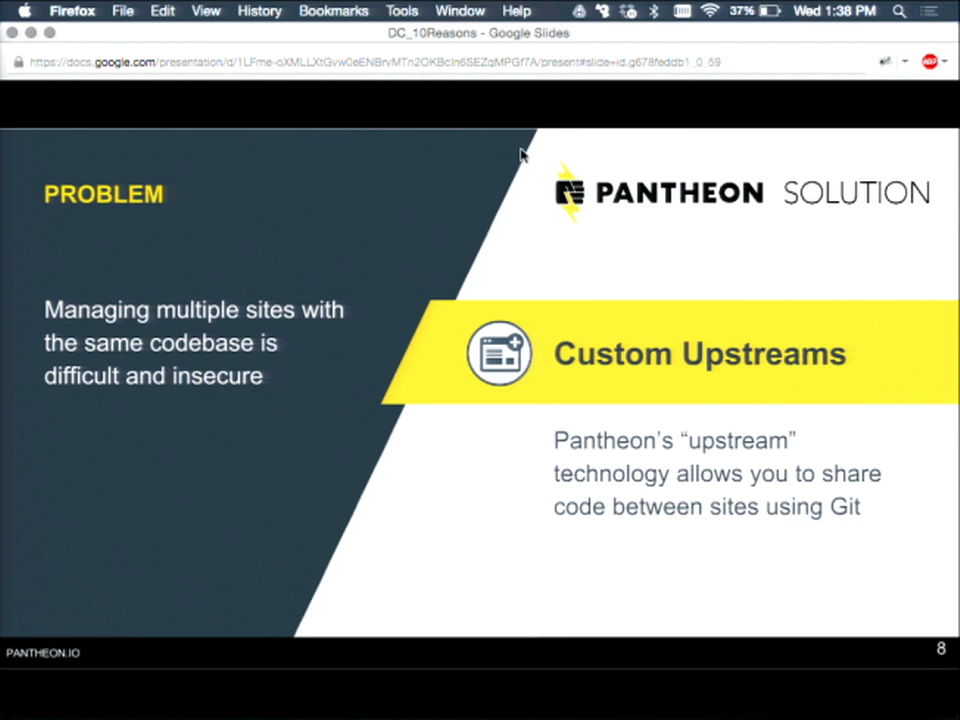 Firefox File Edit View History Bookmarks Tools Window Help 37% Wed 1:38 PM
DC_10Reasons - Google Slides
PROBLEM
PANTHEON SOLUTION
Managing multiple sites with
the same codebase is
difficult and insecure
Custom Upstreams
Pantheon's “upstream”
technology allows you to share
code between sites using Git
PANTHEON.IO
8